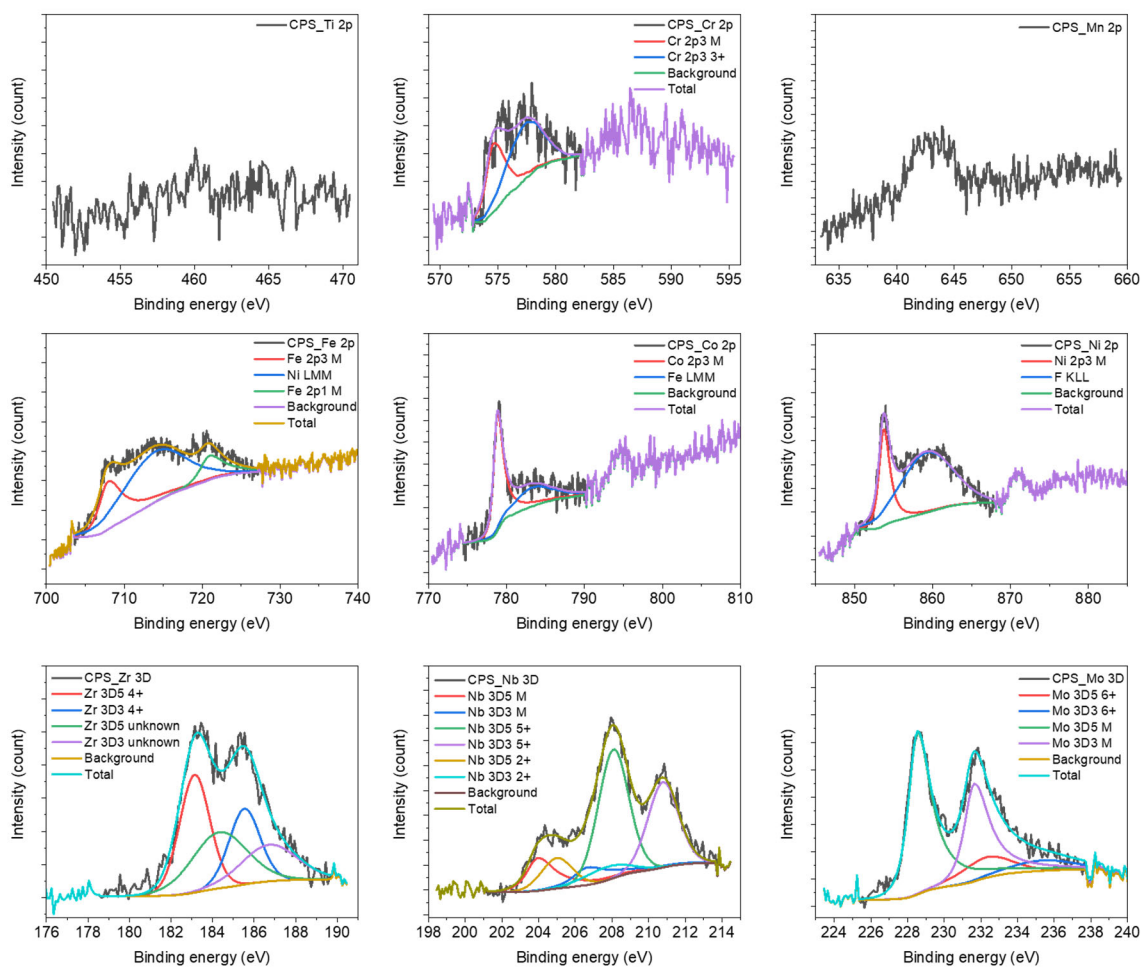 CPS_Ti 2p
Intensity (count)
450 455 460 465 470
Binding energy (eV)
CPS_Cr 2p
Cr 2p3 M
Cr 2p3 3+
Background
Total
Intensity (count)
570 575 580 585 590 595
Binding energy (eV)
CPS_Mn 2p
Intensity (count)
635 640 645 650 655 660
Binding energy (eV)
CPS_Fe 2p
Fe 2p3 M
Ni LMM
Fe 2p1 M
Background
Total
Intensity (count)
700 710 720 730 740
Binding energy (eV)
CPS_Co 2p
Co 2p3 M
Fe LMM
Background
Total
Intensity (count)
770 780 790 800 810
Binding energy (eV)
CPS_Ni 2p
Ni 2p3 M
F KLL
Background
Total
Intensity (count)
850 860 870 880
Binding energy (eV)
CPS_Zr 3D
Zr 3D5 4+
Zr 3D3 4+
Zr 3D5 unknown
Zr 3D3 unknown
Background
Total
Intensity (count)
176 178 180 182 184 186 188 190
Binding energy (eV)
CPS_Nb 3D
Nb 3D5 M
Nb 3D3 M
Nb 3D5 5+
Nb 3D3 5+
Nb 3D5 2+
Nb 3D3 2+
Background
Total
Intensity (count)
198 200 202 204 206 208 210 212 214
Binding energy (eV)
CPS_Mo 3D
Mo 3D5 6+
Mo 3D3 6+
Mo 3D5 M
Mo 3D3 M
Background
Total
Intensity (count)
224 226 228 230 232 234 236 238 240
Binding energy (eV)